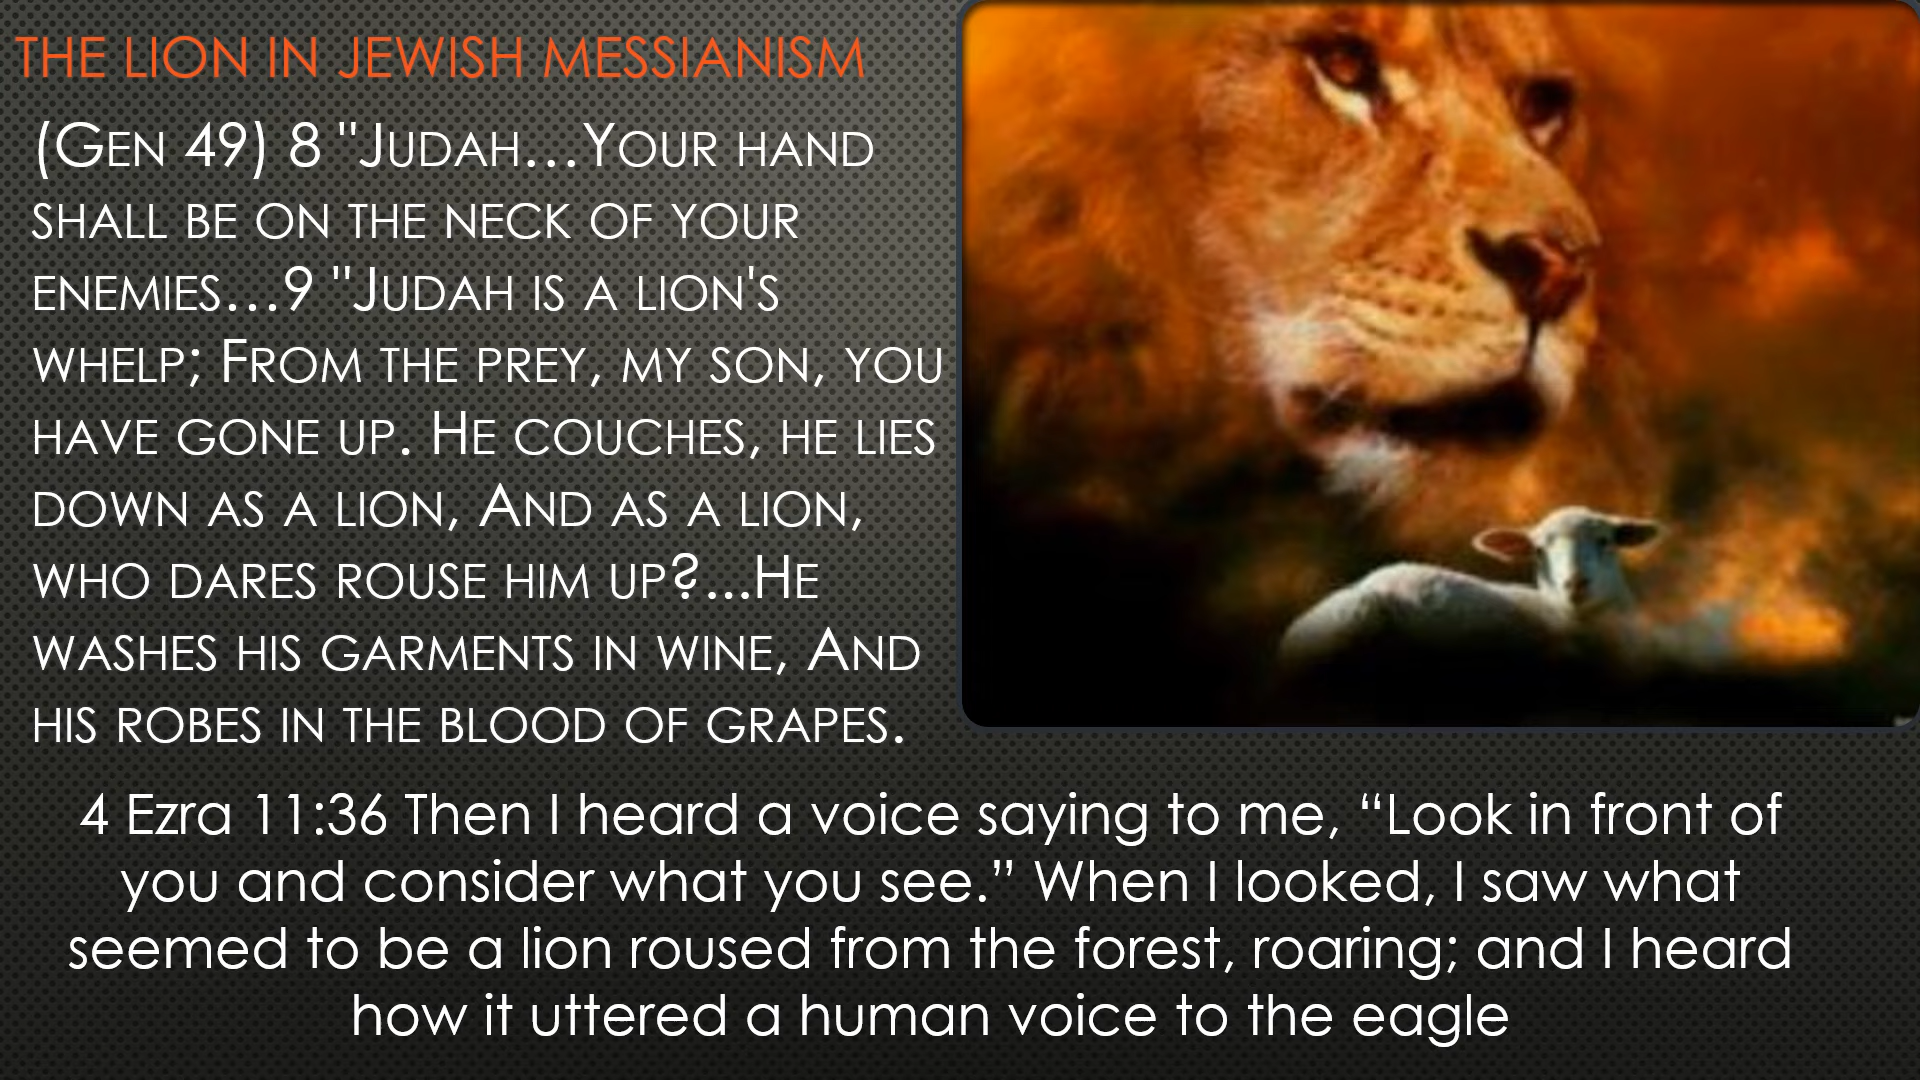 THE LION IN JEWISH MESSIANISM
(GEN 49) 8 "JUDAH…YOUR HAND
SHALL BE ON THE NECK OF YOUR
ENEMIES…9 "JUDAH IS A LION'S
WHELP; FROM THE PREY, MY SON, YOU
HAVE GONE UP. HE COUCHES, HE LIES
DOWN AS A LION, AND AS A LION,
WHO DARES ROUSE HIM UP?...HE
WASHES HIS GARMENTS IN WINE, AND
HIS ROBES IN THE BLOOD OF GRAPES.
4 Ezra 11:36 Then I heard a voice saying to me, “Look in front of
you and consider what you see.” When I looked, I saw what
seemed to be a lion roused from the forest, roaring; and I heard
how it uttered a human voice to the eagle